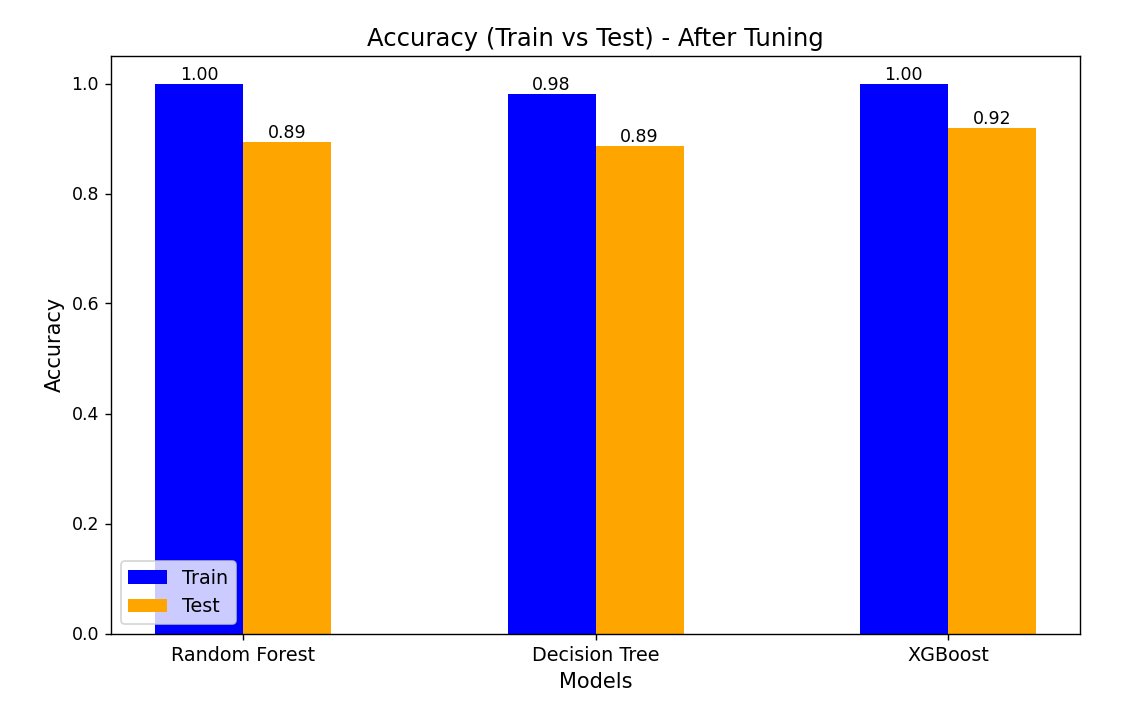 Accuracy (Train vs Test) - After Tuning
1.00
0.89
0.98
0.89
1.00
0.92
1.0
0.8
0.6
0.4
0.2
0.0
Accuracy
Train
Test
Random Forest
Decision Tree
XGBoost
Models